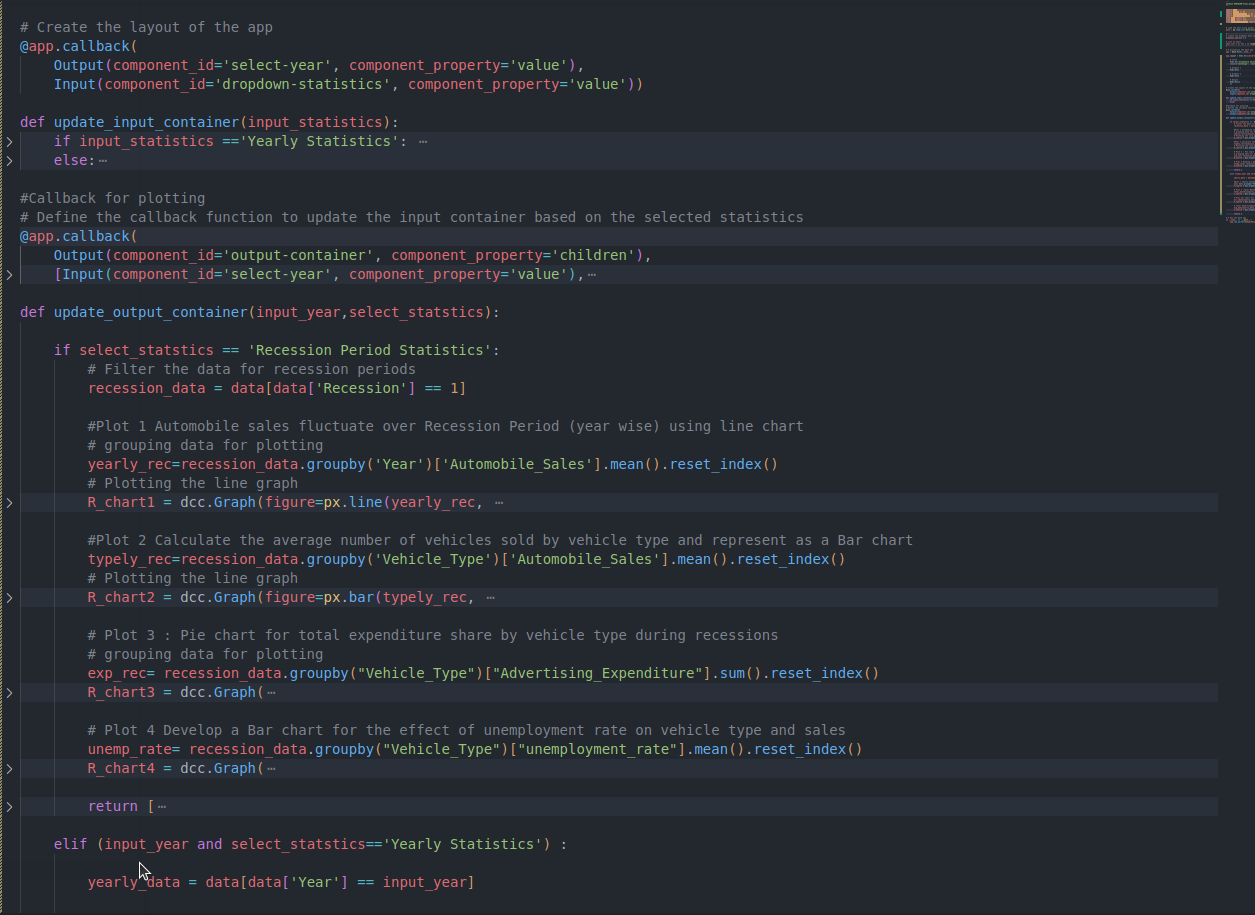 # Create the layout of the app
@app.callback(
    Output(component_id='select-year', component_property='value'),
    Input(component_id='dropdown-statistics', component_property='value'))
def update_input_container(input_statistics):
    if input_statistics =='Yearly Statistics': ⋯
    else:⋯
#Callback for plotting
# Define the callback function to update the input container based on the selected statistics
@app.callback(
    Output(component_id='output-container', component_property='children'),
    [Input(component_id='select-year', component_property='value'),⋯
def update_output_container(input_year,select_statstics):
    if select_statstics == 'Recession Period Statistics':
        # Filter the data for recession periods
        recession_data = data[data['Recession'] == 1]
        #Plot 1 Automobile sales fluctuate over Recession Period (year wise) using line chart
        # grouping data for plotting
        yearly_rec=recession_data.groupby('Year')['Automobile_Sales'].mean().reset_index()
        # Plotting the line graph
        R_chart1 = dcc.Graph(figure=px.line(yearly_rec, ⋯
        #Plot 2 Calculate the average number of vehicles sold by vehicle type and represent as a Bar chart
        typely_rec=recession_data.groupby('Vehicle_Type')['Automobile_Sales'].mean().reset_index()
        # Plotting the line graph
        R_chart2 = dcc.Graph(figure=px.bar(typely_rec, ⋯
        # Plot 3 : Pie chart for total expenditure share by vehicle type during recessions
        # grouping data for plotting
        exp_rec= recession_data.groupby("Vehicle_Type")["Advertising_Expenditure"].sum().reset_index()
        R_chart3 = dcc.Graph(⋯
        # Plot 4 Develop a Bar chart for the effect of unemployment rate on vehicle type and sales
        unemp_rate= recession_data.groupby("Vehicle_Type")["unemployment_rate"].mean().reset_index()
        R_chart4 = dcc.Graph(⋯
        return [⋯
    elif (input_year and select_statstics=='Yearly Statistics') :
        yearly_data = data[data['Year'] == input_year]